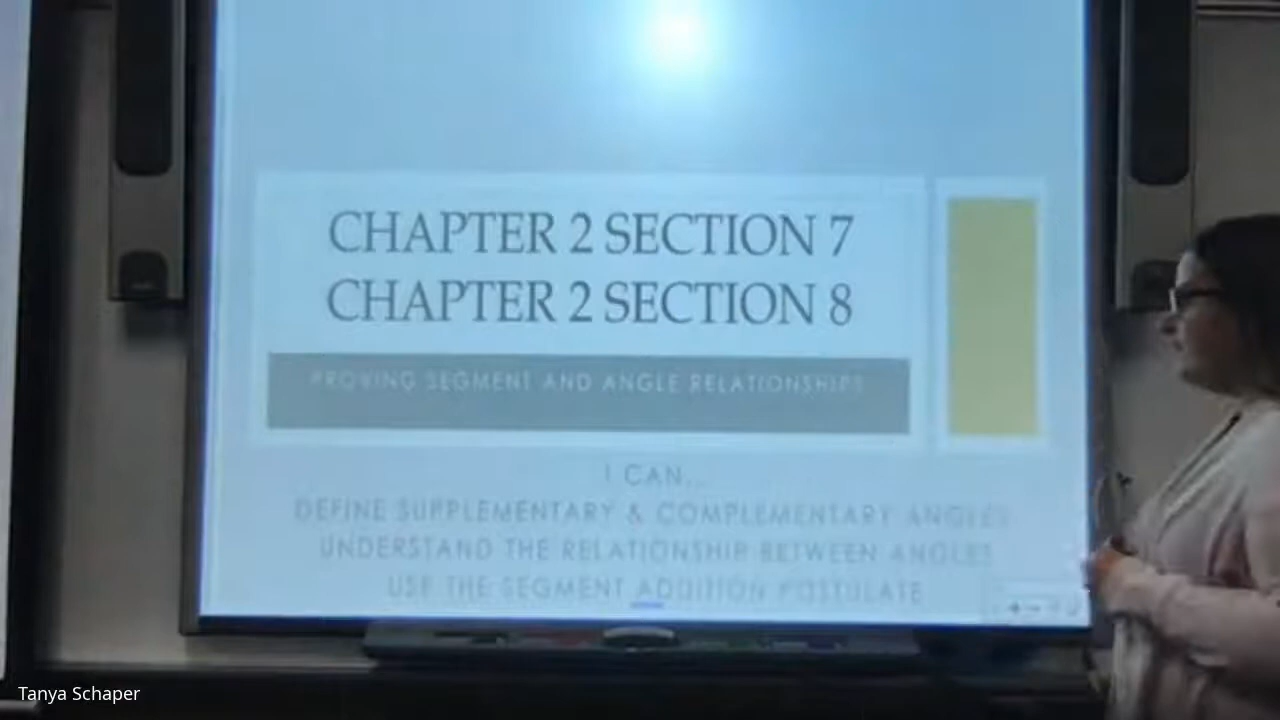 CHAPTER 2 SECTION 7
CHAPTER 2 SECTION 8
PROVING SEGMENT AND ANGLE RELATIONSHIPS
I CAN...
DEFINE SUPPLEMENTARY & COMPLEMENTARY ANGLES
UNDERSTAND THE RELATIONSHIP BETWEEN ANGLES
USE THE SEGMENT ADDITION POSTULATE
Tanya Schaper